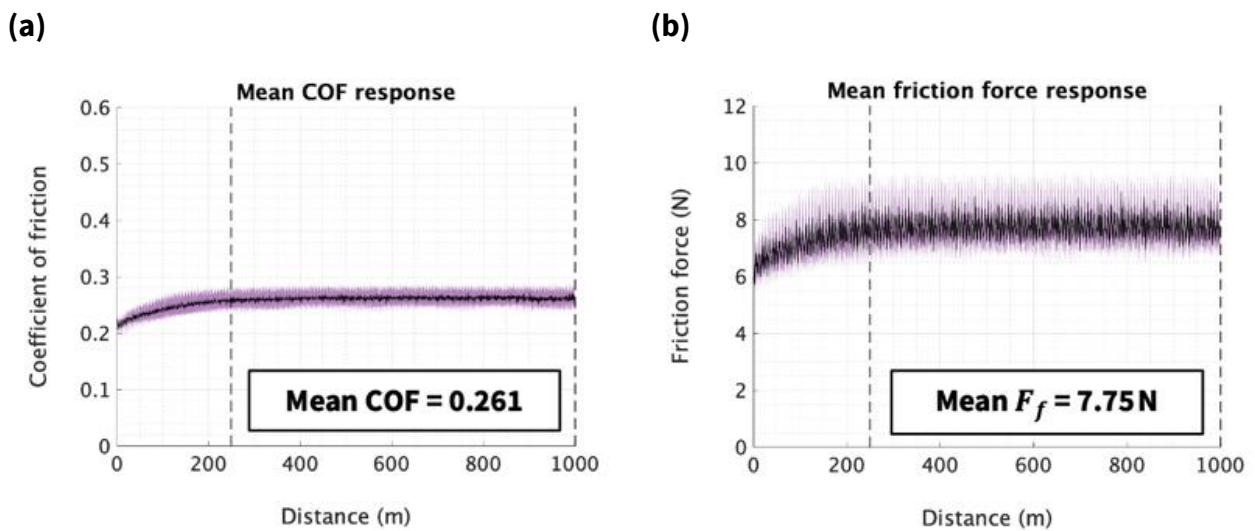 (a)
Mean COF response
0.6
0.5
0.4
0.3
0.2
0.1
0
0 200 400 600 800 1000
Coefficient of friction
Distance (m)
Mean COF = 0.261
(b)
Mean friction force response
12
10
8
6
4
2
0
0 200 400 600 800 1000
Friction force (N)
Distance (m)
Mean F_f = 7.75 N